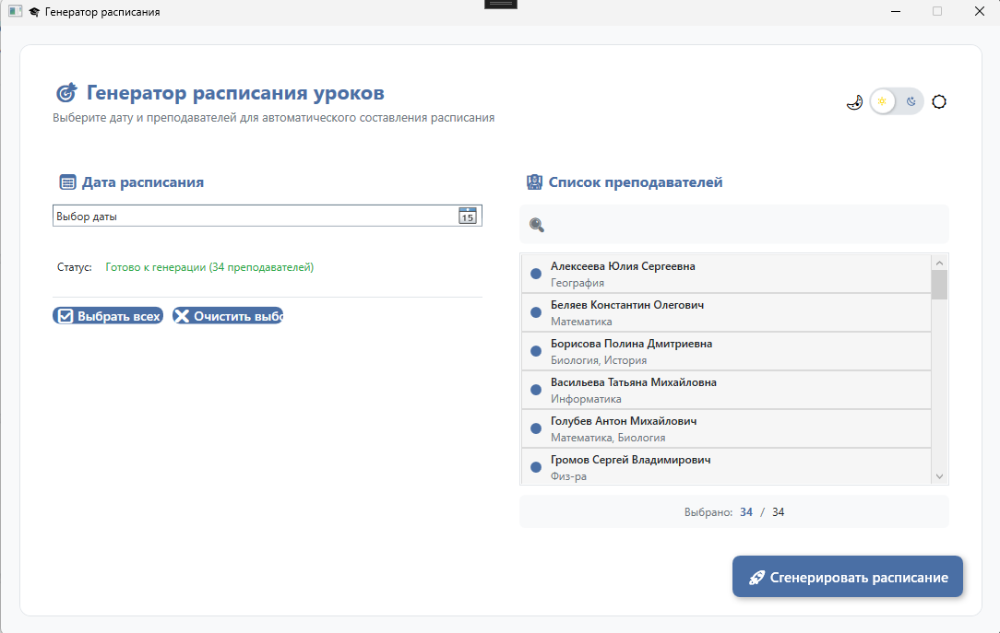 Генератор расписания
Генератор расписания уроков
Выберите дату и преподавателей для автоматического составления расписания
Дата расписания
Выбор даты
15
Статус: Готово к генерации (34 преподавателей)
Выбрать всех
Очистить выбо
Список преподавателей
Алексеева Юлия Сергеевна
География
Беляев Константин Олегович
Математика
Борисова Полина Дмитриевна
Биология, История
Васильева Татьяна Михайловна
Информатика
Голубев Антон Михайлович
Математика, Биология
Громов Сергей Владимирович
Физ-ра
Выбрано: 34 / 34
Сгенерировать расписание